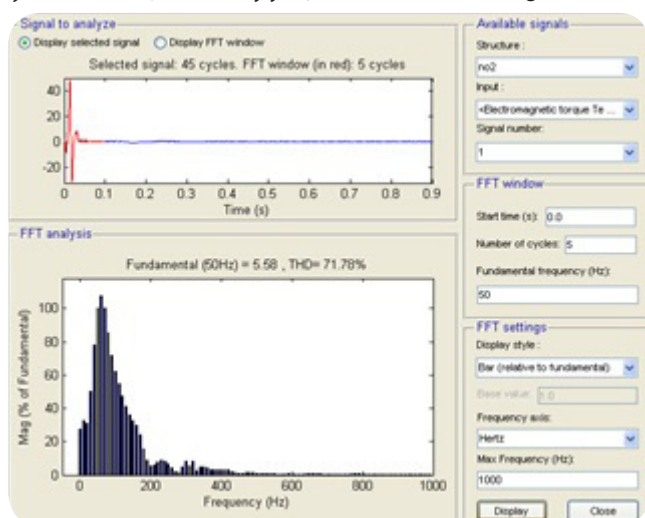 Signal to analyze
Display selected signal Display FFT window
Selected signal: 45 cycles. FFT window (in red): 5 cycles
40
20
0
-20
0 0.1 0.2 0.3 0.4 0.5 0.6 0.7 0.8 0.9
Time (s)
FFT analysis
Fundamental (50Hz) = 5.58 , THD= 71.78%
Mag (% of Fundamental)
100
80
60
40
20
0
0 200 400 600 800 1000
Frequency (Hz)
Available signals
Structure :
no2
Input :
<Electromagnetic torque Te ...
Signal number:
1
FFT window
Start time (s): 0.0
Number of cycles: 5
Fundamental frequency (Hz):
50
FFT settings
Display style :
Bar (relative to fundamental)
Base value: 1.0
Frequency axis:
Hertz
Max Frequency (Hz):
1000
Display Close